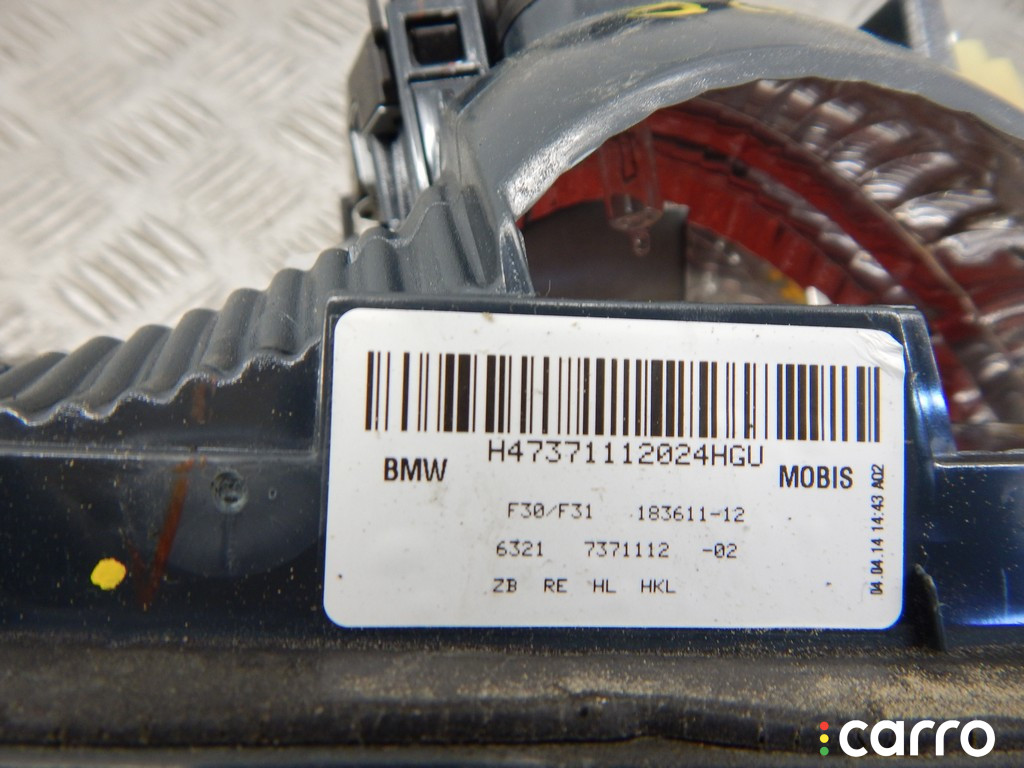 H47371112024HGU
BMW MOBIS
F30/F31 183611-12
6321 7371112 -02
ZB RE HL HKL
04.04.14 14:43 A02
carro